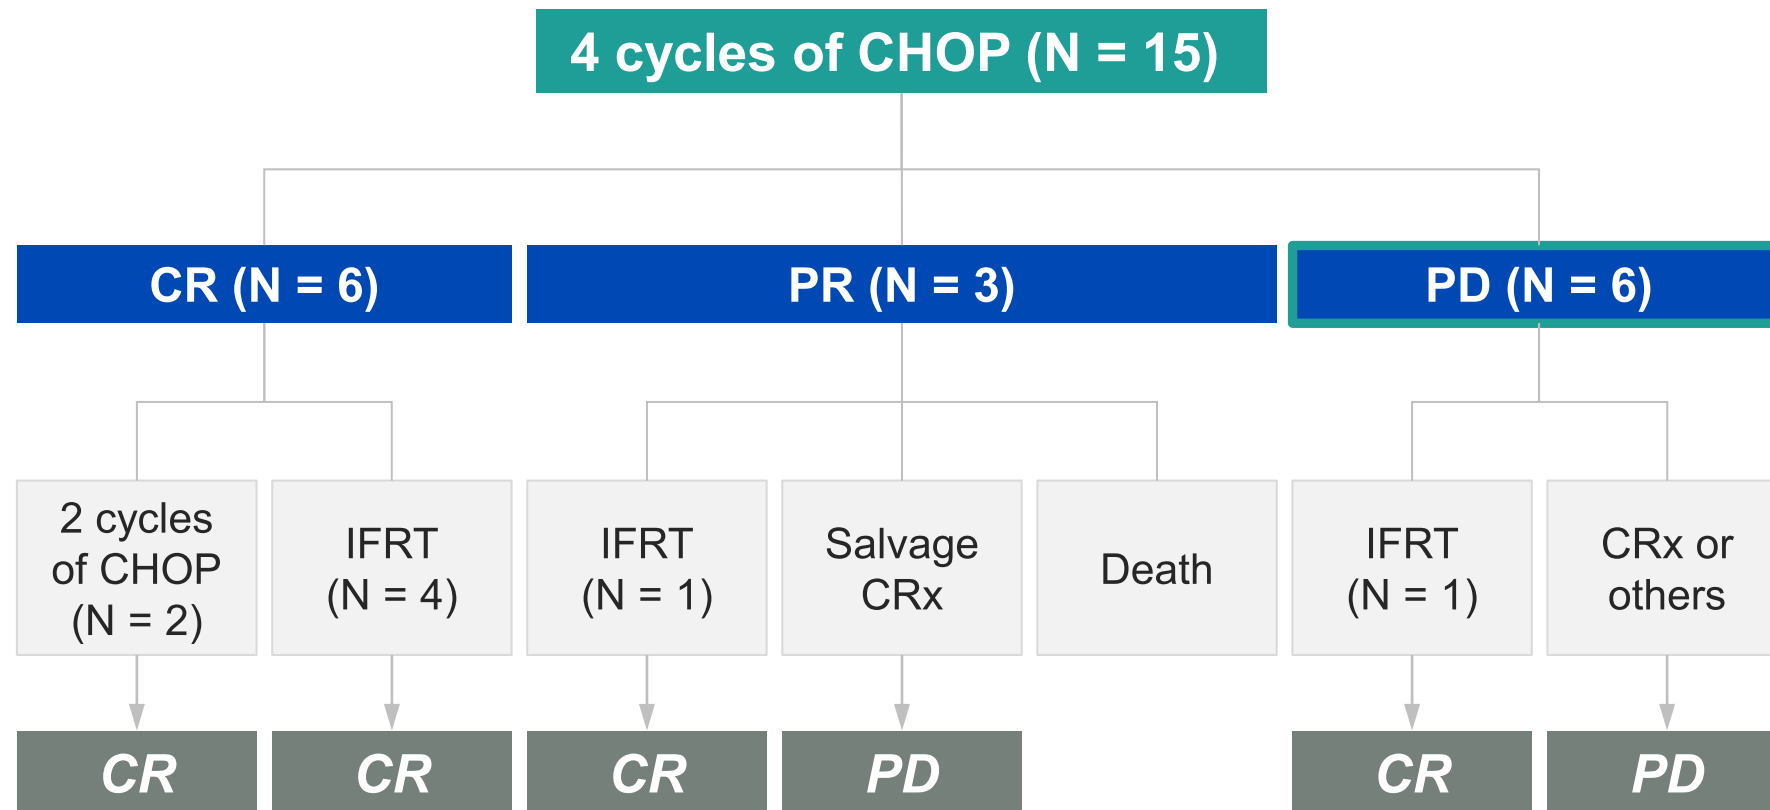 4 cycles of CHOP (N = 15)
CR (N = 6)
PR (N = 3)
PD (N = 6)
2 cycles
of CHOP
(N = 2)
IFRT
(N = 4)
IFRT
(N = 1)
Salvage
CRx
Death
IFRT
(N = 1)
CRx or
others
CR
CR
CR
PD
CR
PD